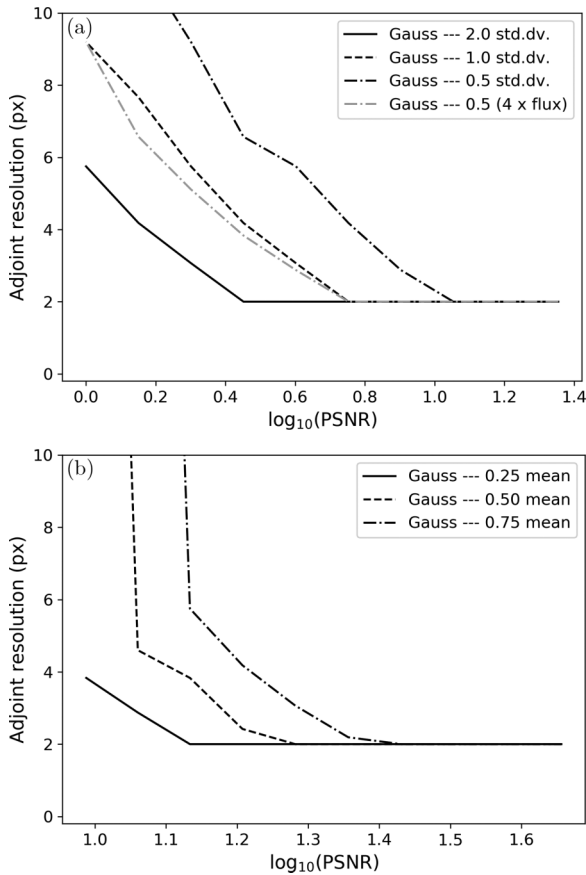 (a)
Gauss --- 2.0 std.dv.
Gauss --- 1.0 std.dv.
Gauss --- 0.5 std.dv.
Gauss --- 0.5 (4 x flux)
Adjoint resolution (px)
10
8
6
4
2
0
0.0 0.2 0.4 0.6 0.8 1.0 1.2 1.4
log₁₀(PSNR)
(b)
Gauss --- 0.25 mean
Gauss --- 0.50 mean
Gauss --- 0.75 mean
Adjoint resolution (px)
10
8
6
4
2
0
1.0 1.1 1.2 1.3 1.4 1.5 1.6
log₁₀(PSNR)